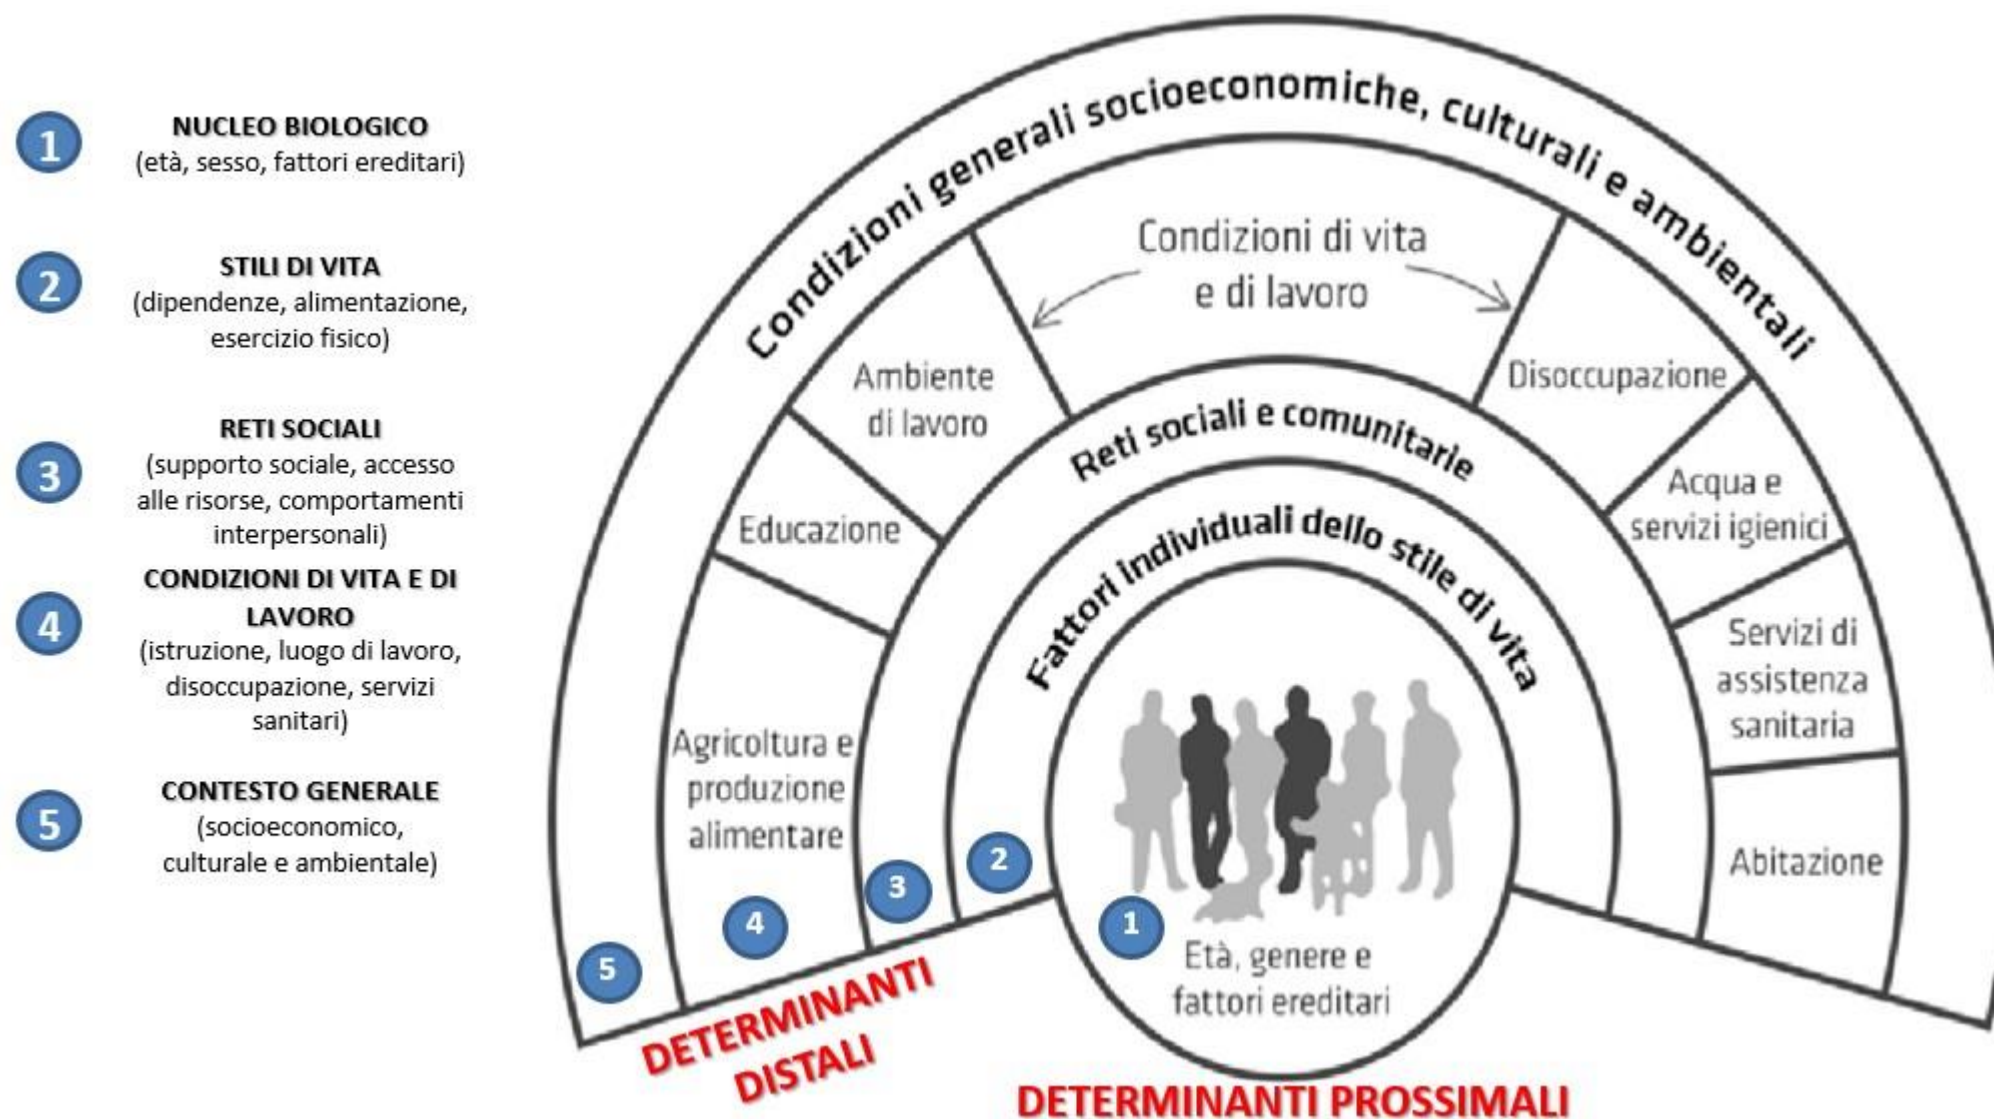 1
NUCLEO BIOLOGICO
(età, sesso, fattori ereditari)
2
STILI DI VITA
(dipendenze, alimentazione,
esercizio fisico)
3
RETI SOCIALI
(supporto sociale, accesso
alle risorse, comportamenti
interpersonali)
4
CONDIZIONI DI VITA E DI
LAVORO
(istruzione, luogo di lavoro,
disoccupazione, servizi
sanitari)
5
CONTESTO GENERALE
(socioeconomico,
culturale e ambientale)
Condizioni generali socioeconomiche, culturali e ambientali
Condizioni di vita
e di lavoro
Ambiente
di lavoro
Disoccupazione
Reti sociali e comunitarie
Educazione
Acqua e
servizi igienici
Fattori individuali dello stile di vita
Servizi di
assistenza
sanitaria
Agricoltura e
produzione
alimentare
Abitazione
5
4
3
2
1
Età, genere e
fattori ereditari
DETERMINANTI
DISTALI
DETERMINANTI PROSSIMALI